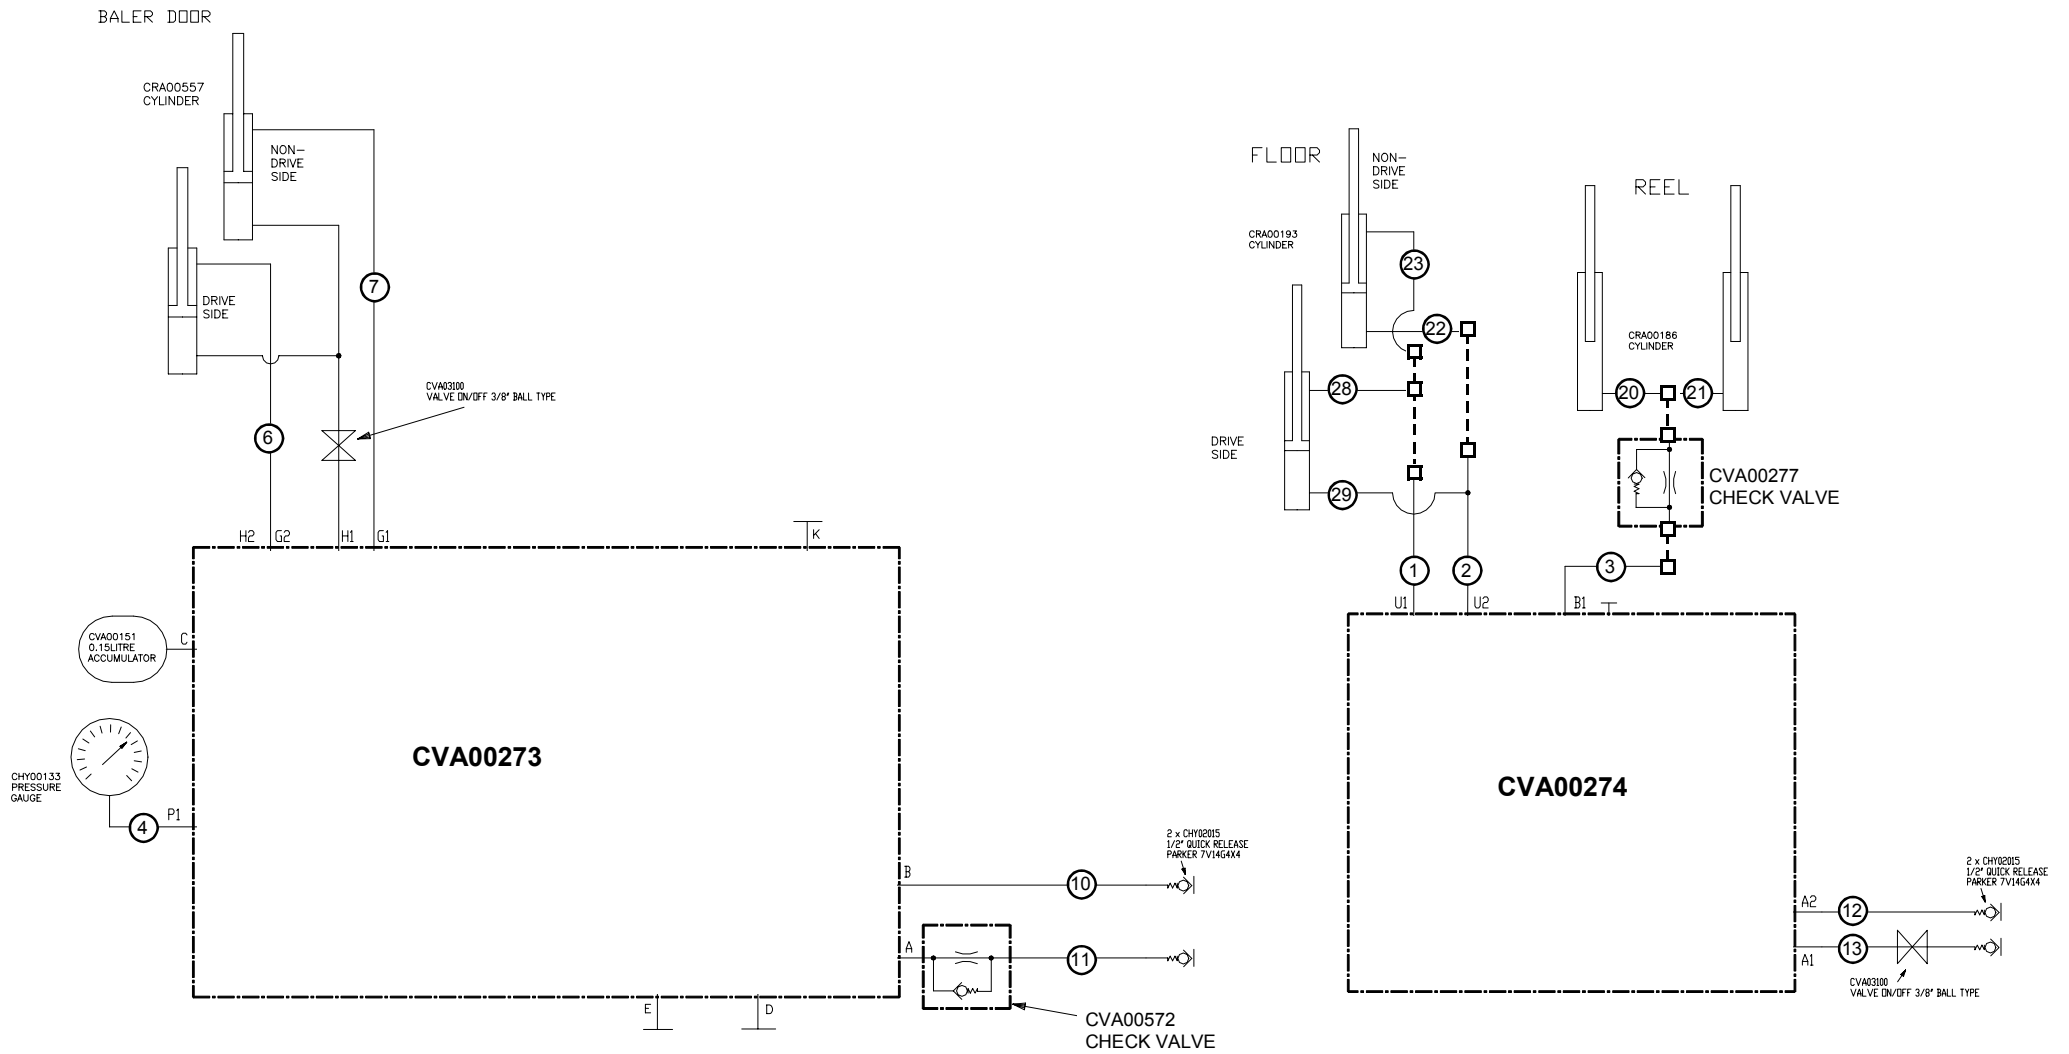 BALER DOOR
CRA00557
CYLINDER
NON-
DRIVE
SIDE
DRIVE
SIDE
7
6
CVA03100
VALVE ON/OFF 3/8" BALL TYPE
H2
G2
H1
G1
K
CVA00151
0.15LITRE
ACCUMULATOR
C
CHY00133
PRESSURE
GAUGE
4
P1
CVA00273
B
10
2 x CHY02015
1/2" QUICK RELEASE
PARKER 7V14G4X4
A
11
E
D
CVA00572
CHECK VALVE
FLOOR
NON-
DRIVE
SIDE
CRA00193
CYLINDER
23
22
28
DRIVE
SIDE
29
1
2
U1
U2
REEL
CRA00186
CYLINDER
20
21
CVA00277
CHECK VALVE
3
B1
CVA00274
A2
12
2 x CHY02015
1/2" QUICK RELEASE
PARKER 7V14G4X4
13
A1
CVA03100
VALVE ON/OFF 3/8" BALL TYPE